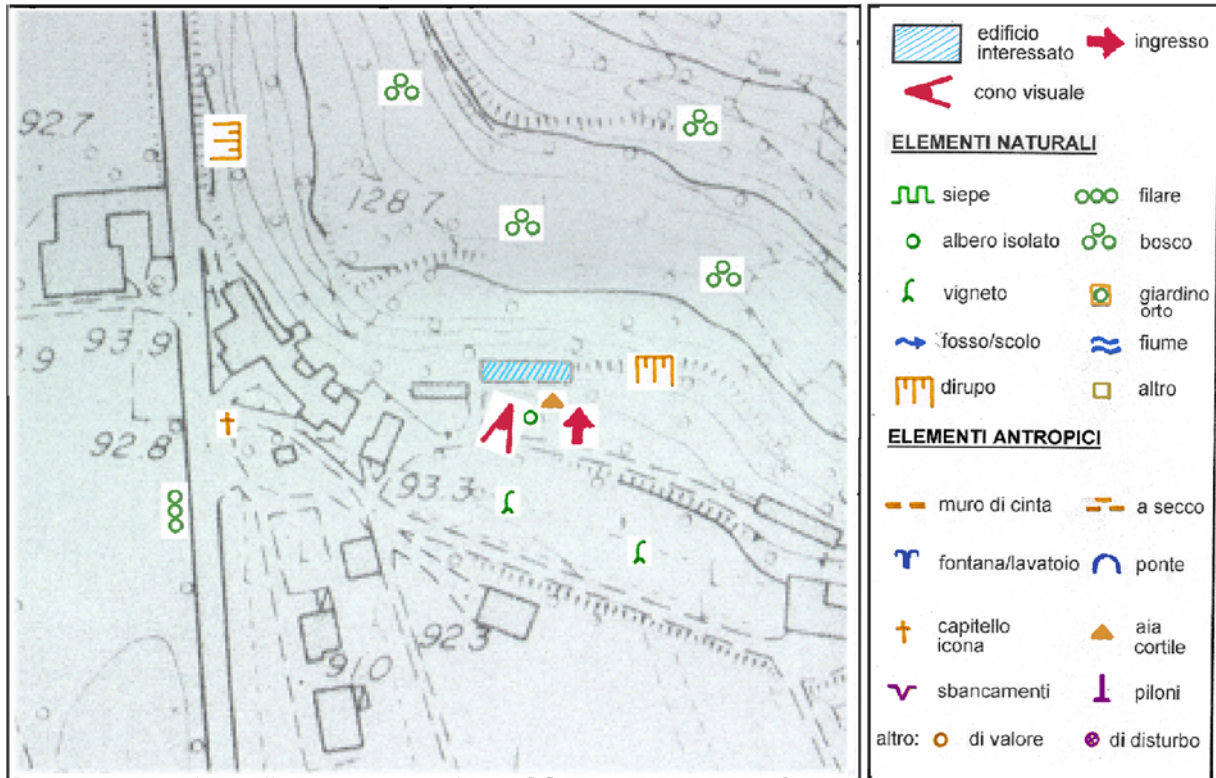 92.7
128.7
93.9
9.9
92.8
93.3
92.3
91.0
edificio
interessato
ingresso
cono visuale
ELEMENTI NATURALI
siepe
filare
albero isolato
bosco
vigneto
giardino
orto
fosso/scolo
fiume
dirupo
altro
ELEMENTI ANTROPICI
muro di cinta
a secco
fontana/lavatoio
ponte
capitello
icona
aia
cortile
sbancamenti
piloni
altro:
di valore
di disturbo